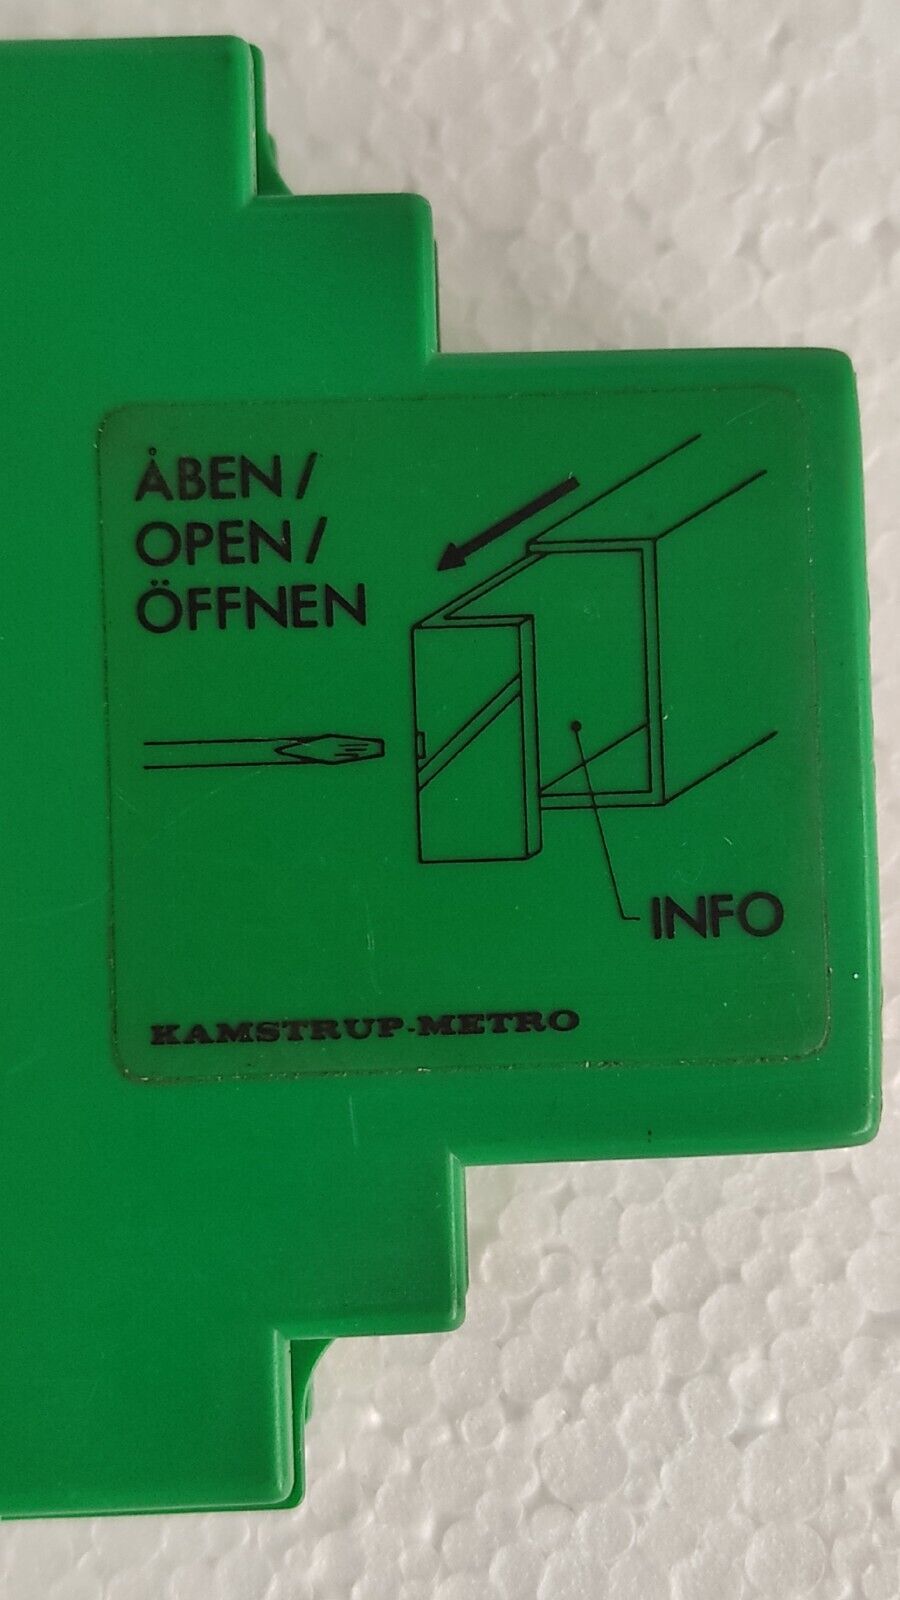 ÅBEN/
OPEN/
ÖFFNEN
INFO
KAMSTRUP-METRO